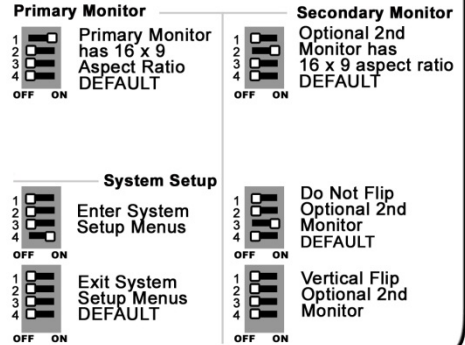 Primary Monitor
1
2
3
4
OFF ON
Primary Monitor
has 16 x 9
Aspect Ratio
DEFAULT
Secondary Monitor
1
2
3
4
OFF ON
Optional 2nd
Monitor has
16 x 9 aspect ratio
DEFAULT
System Setup
1
2
3
4
OFF ON
Enter System
Setup Menus
1
2
3
4
OFF ON
Exit System
Setup Menus
DEFAULT
1
2
3
4
OFF ON
Do Not Flip
Optional 2nd
Monitor
DEFAULT
1
2
3
4
OFF ON
Vertical Flip
Optional 2nd
Monitor